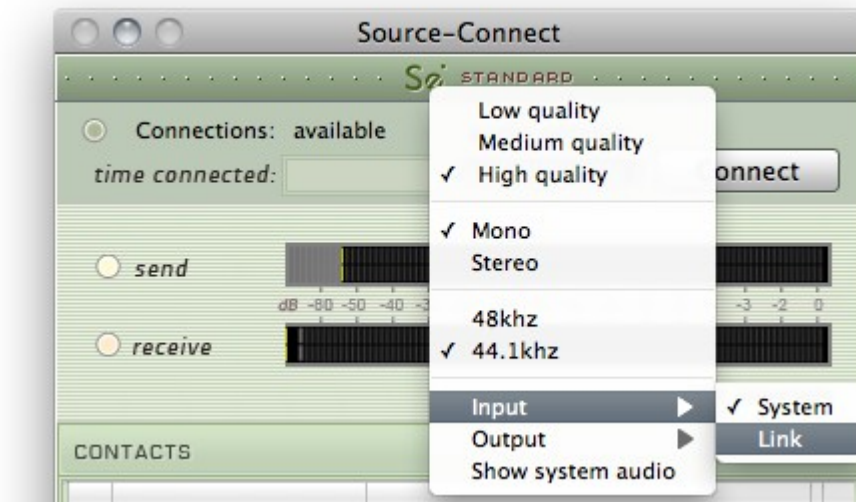 Source-Connect
STANDARD
Connections: available
time connected:
Low quality
Medium quality
✓ High quality
onnect
✓ Mono
Stereo
send
dB -80 -50 -40 -3
-3 -2 0
48khz
✓ 44.1khz
receive
Input
✓ System
Link
Output
Show system audio
CONTACTS